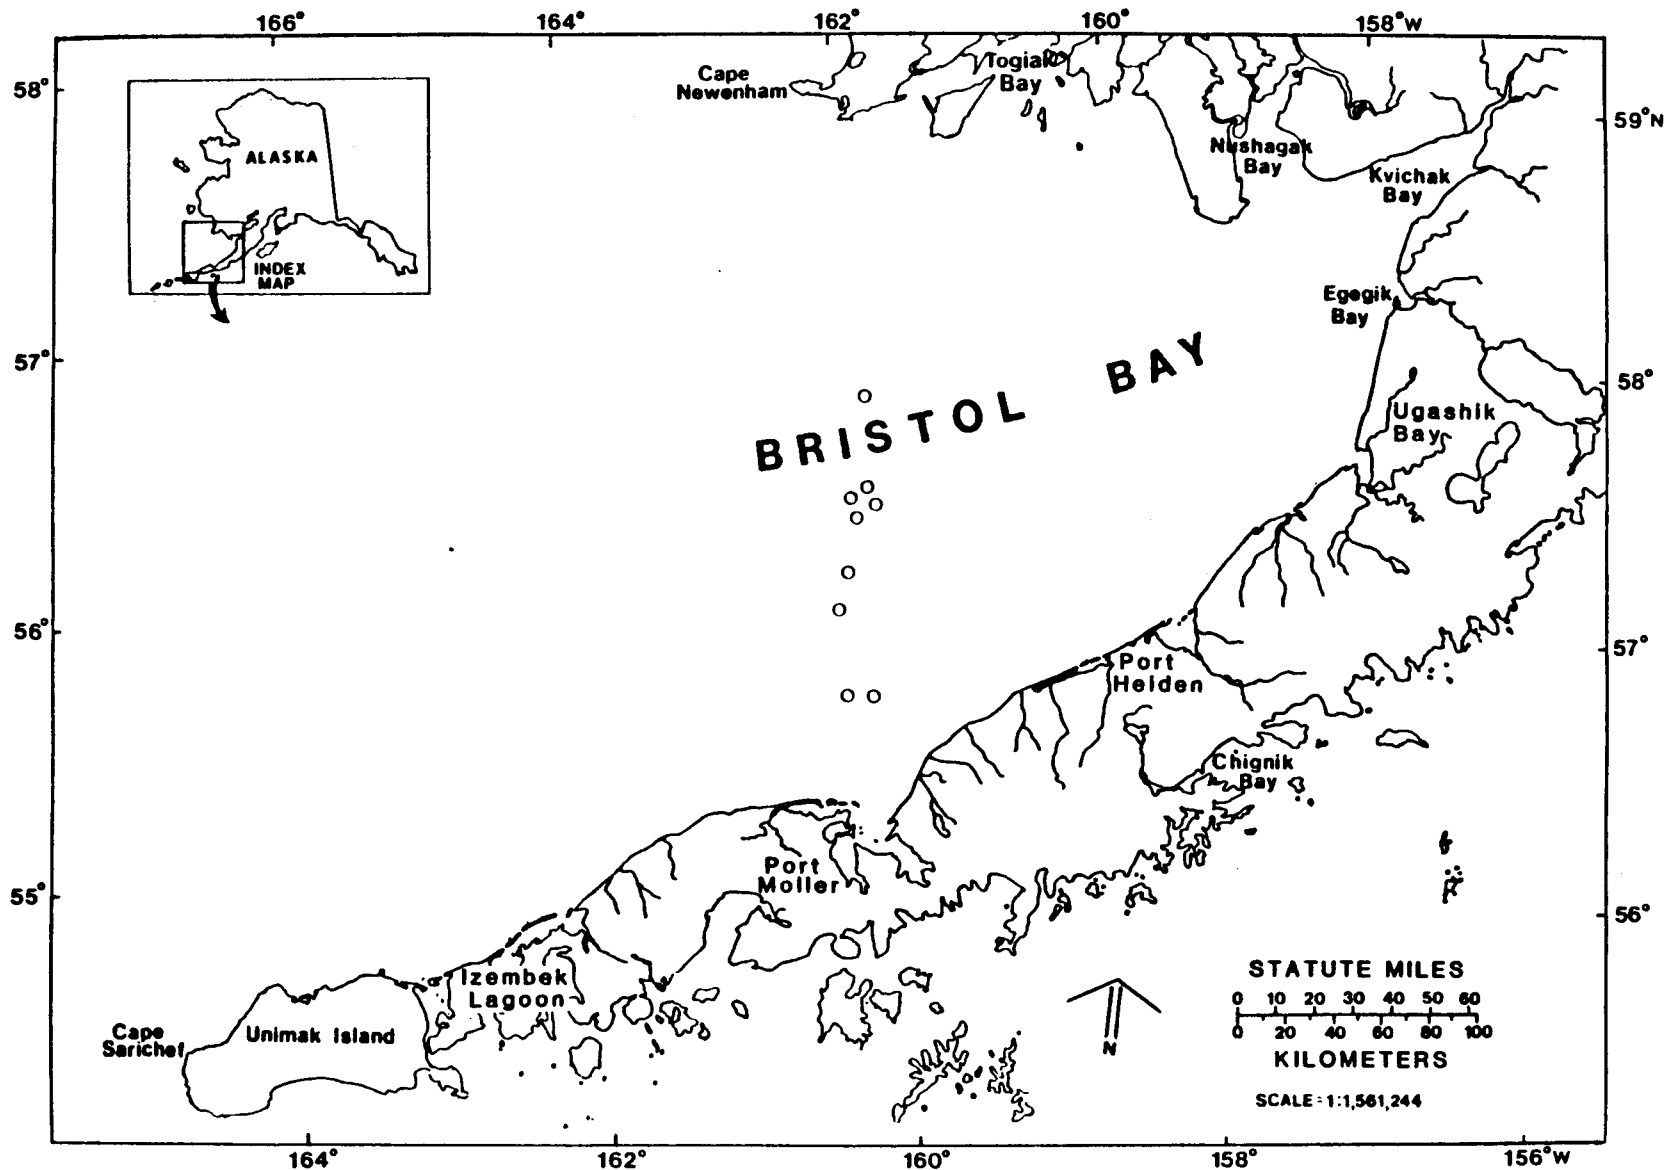 166° 164° 162° 160° 158°W
58°
57°
56°
55°
59°N
58°
57°
56°
164° 162° 160° 158° 156°W
ALASKA
INDEX
MAP
Cape
Newenham
Togiak
Bay
Nushagak
Bay
Kvichak
Bay
Egegik
Bay
BRISTOL BAY
Ugashik
Bay
Port
Heiden
Chignik
Bay
Port
Moller
Izembek
Lagoon
Unimak Island
Cape
Sarichef
N
STATUTE MILES
0 10 20 30 40 50 60
0 20 40 60 80 100
KILOMETERS
SCALE = 1:1,561,244